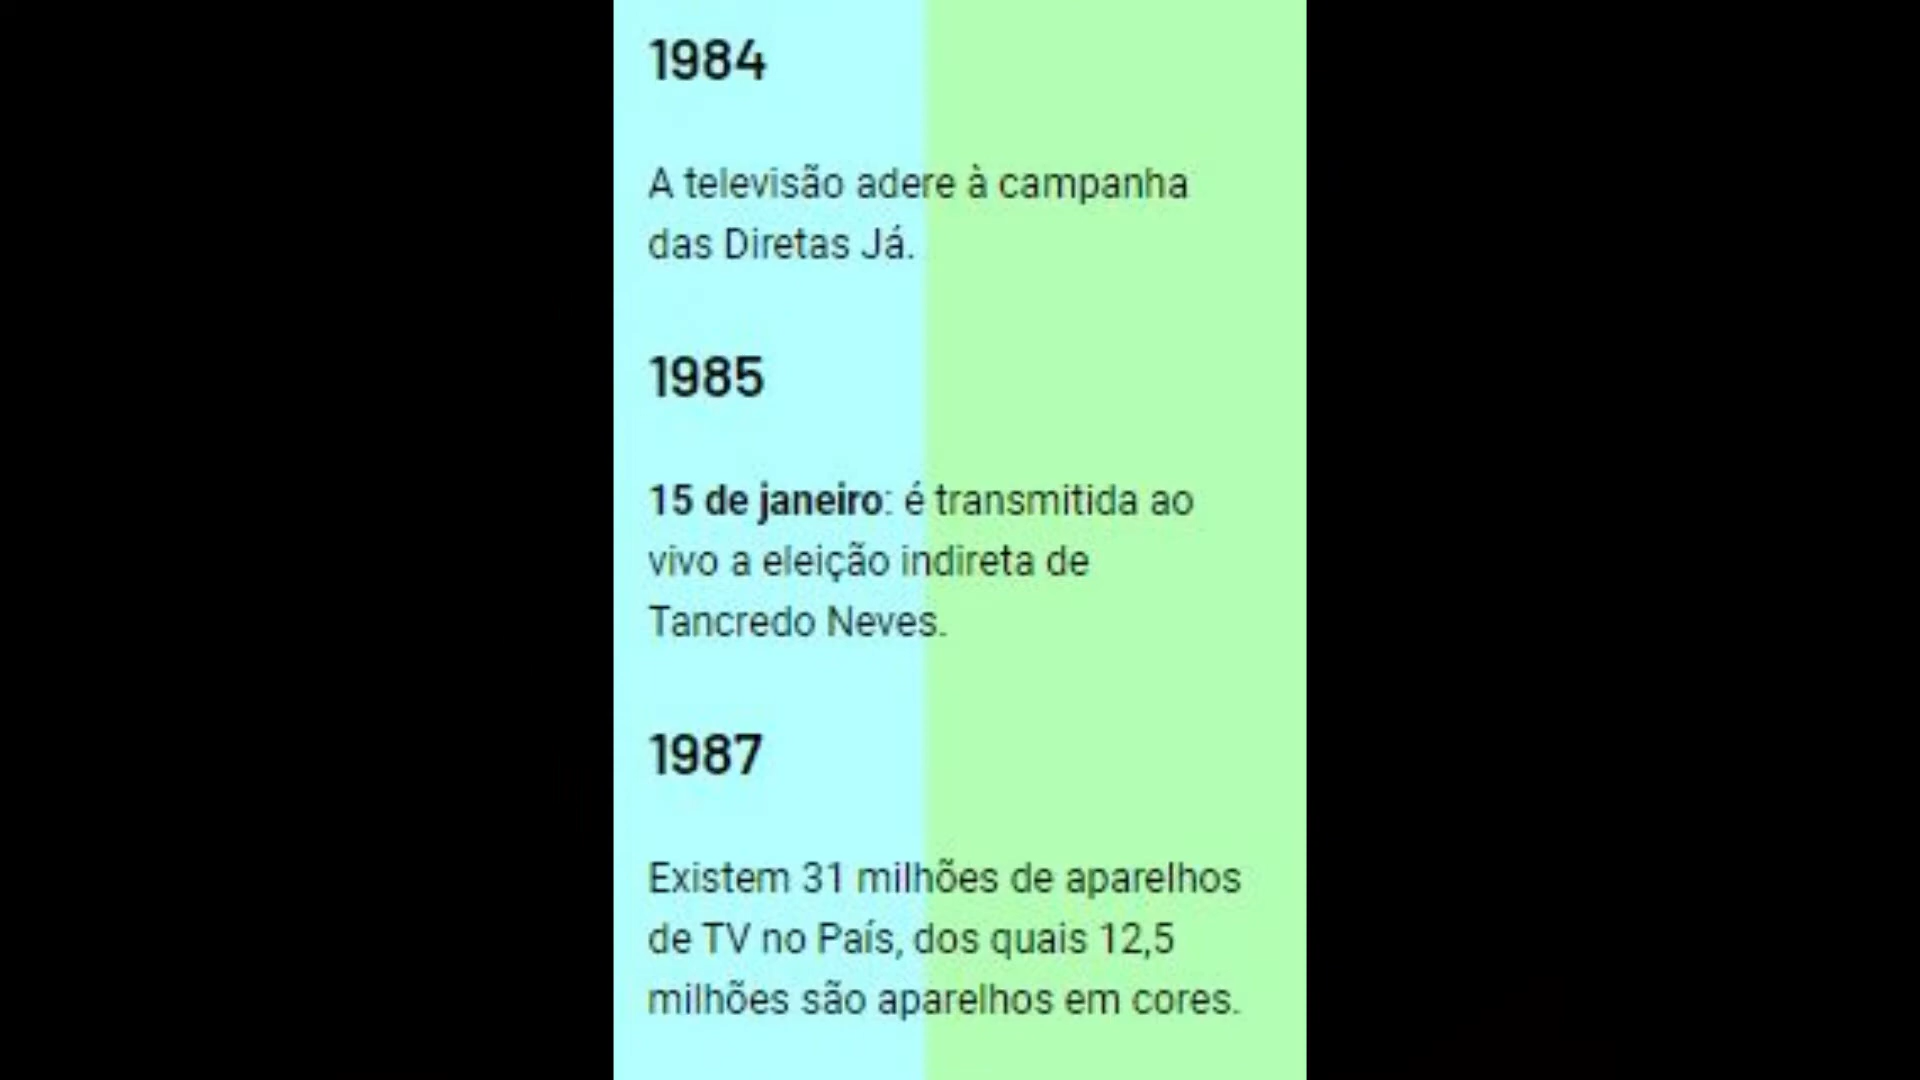 1984
A televisão adere à campanha
das Diretas Já.
1985
15 de janeiro: é transmitida ao
vivo a eleição indireta de
Tancredo Neves.
1987
Existem 31 milhões de aparelhos
de TV no País, dos quais 12,5
milhões são aparelhos em cores.